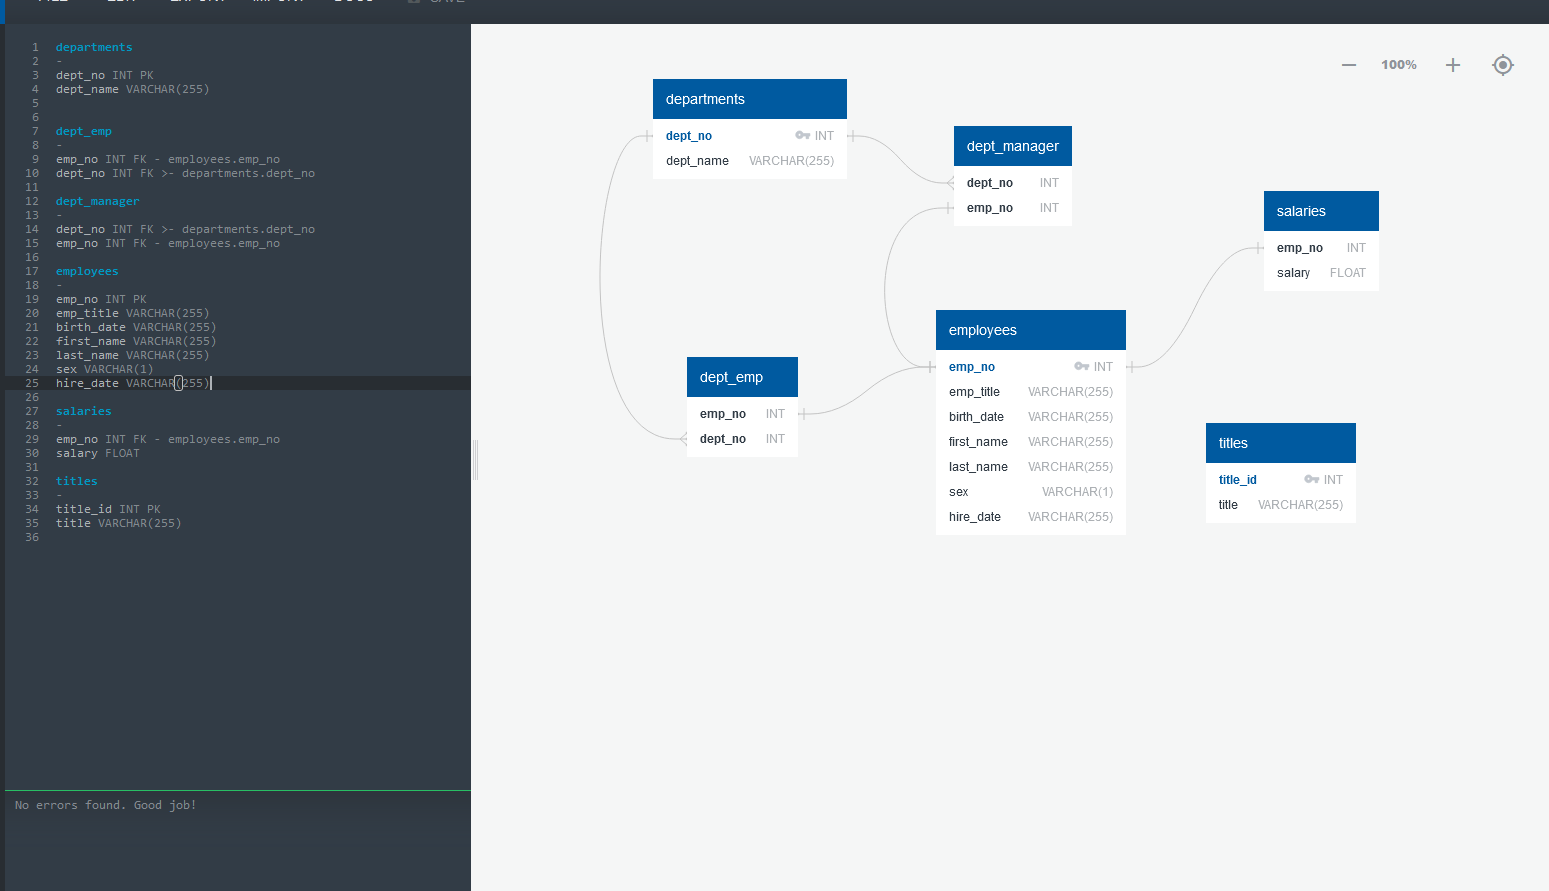 1 departments
2 -
3 dept_no INT PK
4 dept_name VARCHAR(255)
5
6
7 dept_emp
8 -
9 emp_no INT FK - employees.emp_no
10 dept_no INT FK >- departments.dept_no
11
12 dept_manager
13 -
14 dept_no INT FK >- departments.dept_no
15 emp_no INT FK - employees.emp_no
16
17 employees
18 -
19 emp_no INT PK
20 emp_title VARCHAR(255)
21 birth_date VARCHAR(255)
22 first_name VARCHAR(255)
23 last_name VARCHAR(255)
24 sex VARCHAR(1)
25 hire_date VARCHAR(255)
26
27 salaries
28 -
29 emp_no INT FK - employees.emp_no
30 salary FLOAT
31
32 titles
33 -
34 title_id INT PK
35 title VARCHAR(255)
36
No errors found. Good job!
100%
departments
dept_no INT
dept_name VARCHAR(255)
dept_manager
dept_no INT
emp_no INT
salaries
emp_no INT
salary FLOAT
employees
emp_no INT
emp_title VARCHAR(255)
birth_date VARCHAR(255)
first_name VARCHAR(255)
last_name VARCHAR(255)
sex VARCHAR(1)
hire_date VARCHAR(255)
dept_emp
emp_no INT
dept_no INT
titles
title_id INT
title VARCHAR(255)